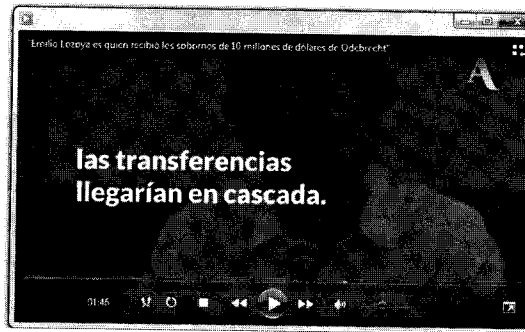 "Emilio Lozoya es quien recibió los sobornos de 10 millones de dólares de Odebrecht"
A
las transferencias
llegarían en cascada.
01:45